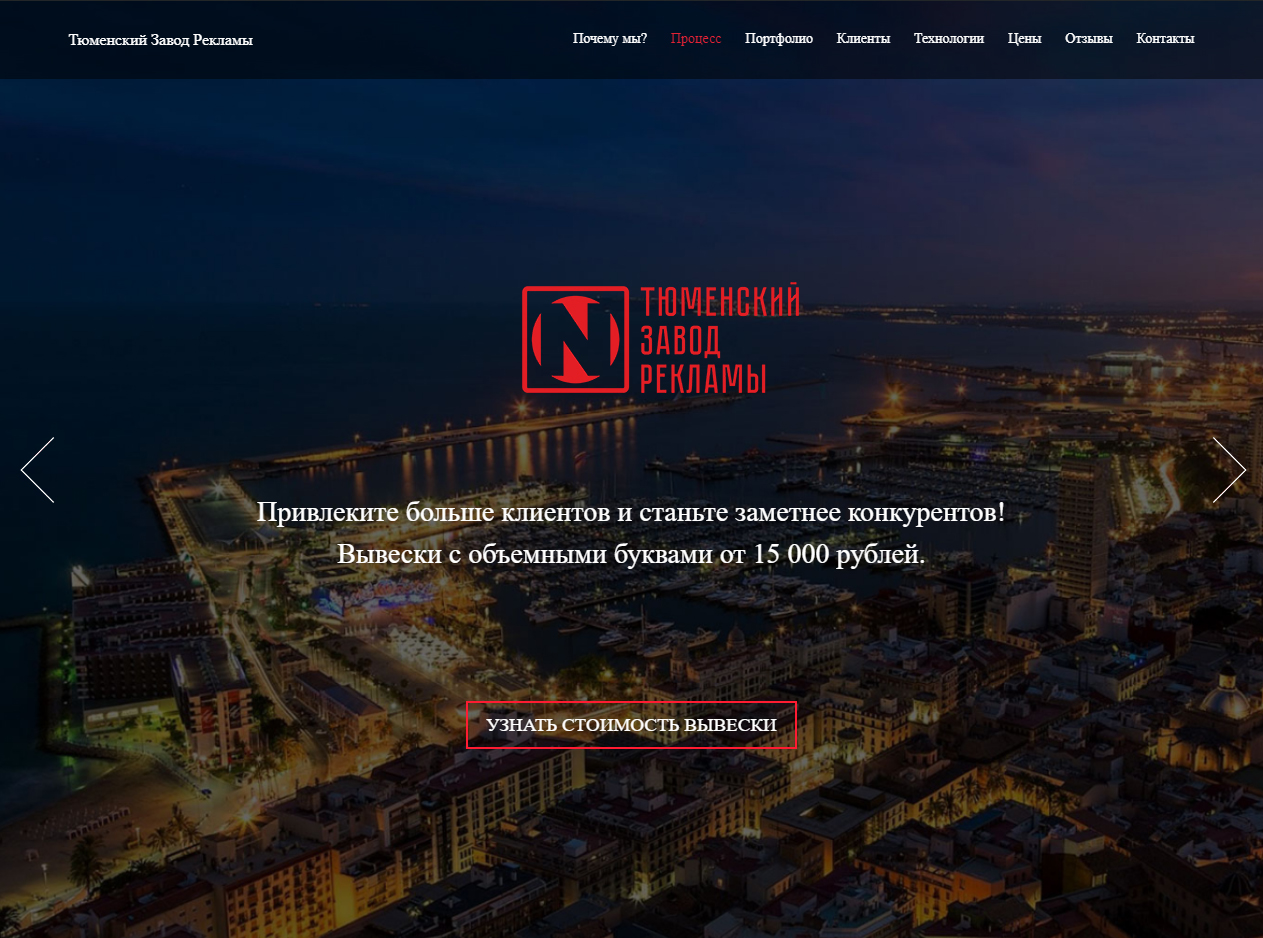 Тюменский Завод Рекламы
Почему мы? Процесс Портфолио Клиенты Технологии Цены Отзывы Контакты
N ТЮМЕНСКИЙ
ЗАВОД
РЕКЛАМЫ
Привлеките больше клиентов и станьте заметнее конкурентов!
Вывески с объемными буквами от 15 000 рублей.
УЗНАТЬ СТОИМОСТЬ ВЫВЕСКИ